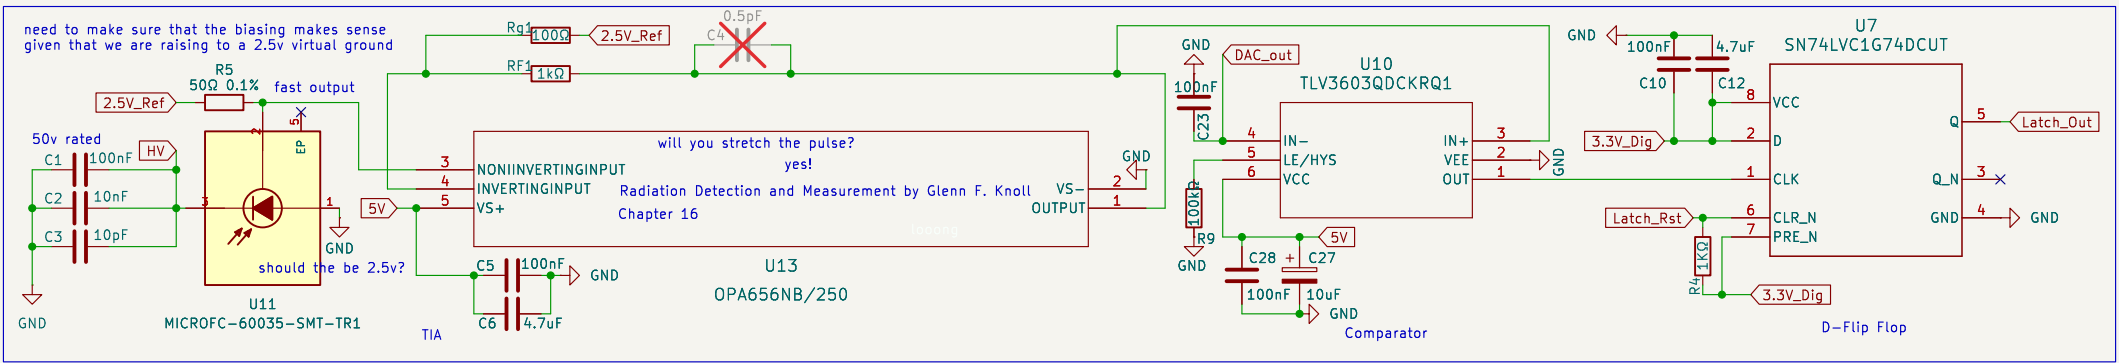 need to make sure that the biasing makes sense
given that we are raising to a 2.5v virtual ground
R5
50Ω 0.1%
2.5V_Ref
fast output
50v rated
HV
C1
100nF
C2
10nF
C3
10pF
GND
2
5
EP
3
1
GND
should the be 2.5v?
U11
MICROFC-60035-SMT-TR1
Rg1
100Ω
2.5V_Ref
RF1
1kΩ
0.5pF
C4
will you stretch the pulse?
yes!
Radiation Detection and Measurement by Glenn F. Knoll
Chapter 16
looong
3
NONIINVERTINGINPUT
4
INVERTINGINPUT
5V
5
VS+
GND
VS-
2
OUTPUT
1
U13
OPA656NB/250
C5
100nF
GND
C6
4.7uF
TIA
GND
DAC_out
100nF
C23
U10
TLV3603QDCKRQ1
4
IN-
5
LE/HYS
6
VCC
IN+
3
VEE
2
OUT
1
GND
100kΩ
R9
GND
5V
C28
100nF
+
C27
10uF
GND
Comparator
GND
100nF
C10
4.7uF
C12
U7
SN74LVC1G74DCUT
8
VCC
3.3V_Dig
2
D
1
CLK
Latch_Rst
6
CLR_N
7
PRE_N
Q
5
Latch_Out
Q_N
3
GND
4
GND
1KΩ
R4
3.3V_Dig
D-Flip Flop